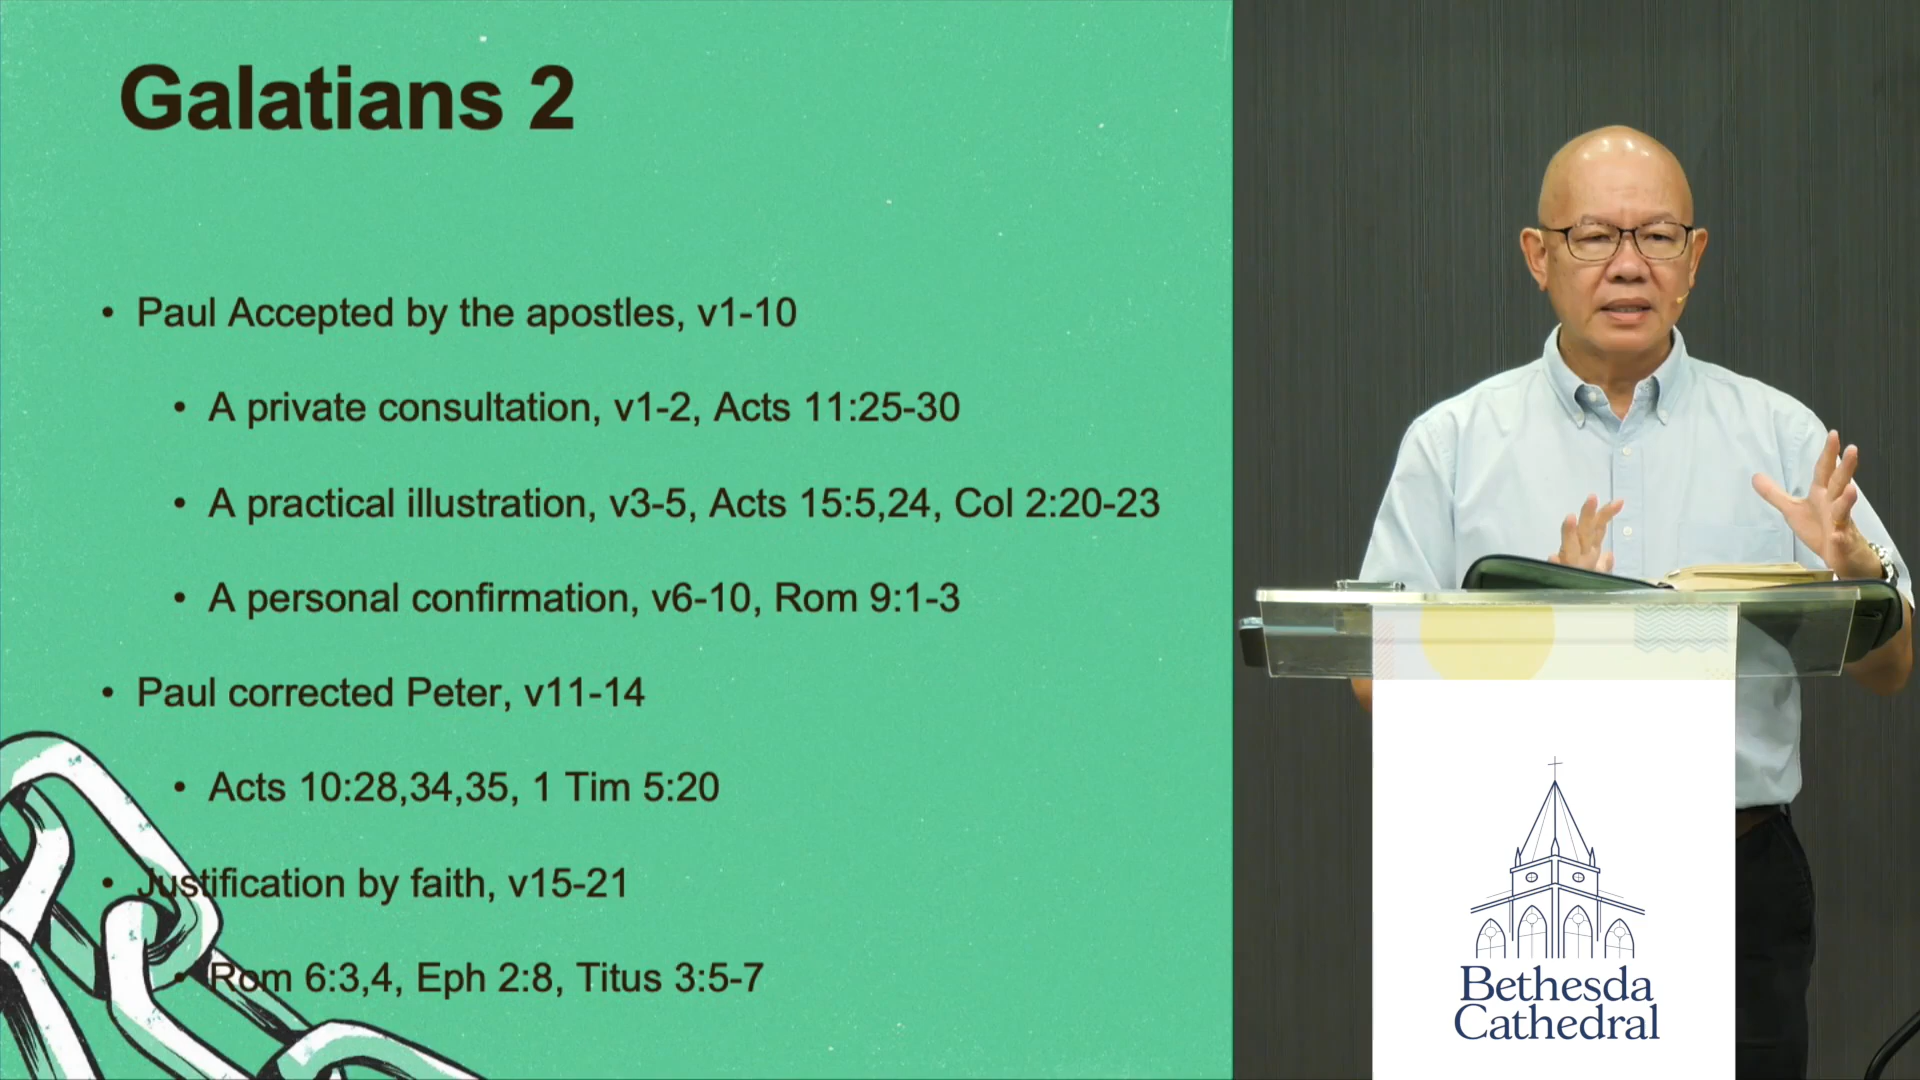 Galatians 2
• Paul Accepted by the apostles, v1-10
• A private consultation, v1-2, Acts 11:25-30
• A practical illustration, v3-5, Acts 15:5,24, Col 2:20-23
• A personal confirmation, v6-10, Rom 9:1-3
• Paul corrected Peter, v11-14
• Acts 10:28,34,35, 1 Tim 5:20
• Justification by faith, v15-21
• Rom 6:3,4, Eph 2:8, Titus 3:5-7
Bethesda
Cathedral